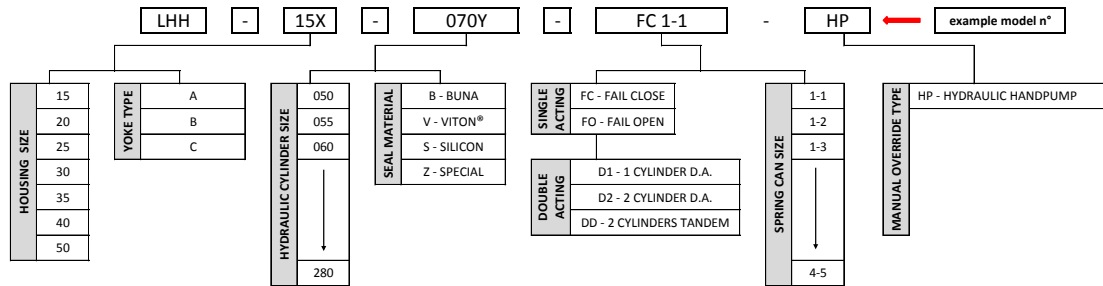 LHH - 15X - 070Y - FC 1-1 - HP example model n°
HOUSING SIZE
15
20
25
30
35
40
50
YOKE TYPE
A
B
C
HYDRAULIC CYLINDER SIZE
050
055
060
280
SEAL MATERIAL
B - BUNA
V - VITON®
S - SILICON
Z - SPECIAL
SINGLE
ACTING
FC - FAIL CLOSE
FO - FAIL OPEN
DOUBLE
ACTING
D1 - 1 CYLINDER D.A.
D2 - 2 CYLINDER D.A.
DD - 2 CYLINDERS TANDEM
SPRING CAN SIZE
1-1
1-2
1-3
4-5
MANUAL OVERRIDE TYPE
HP - HYDRAULIC HANDPUMP